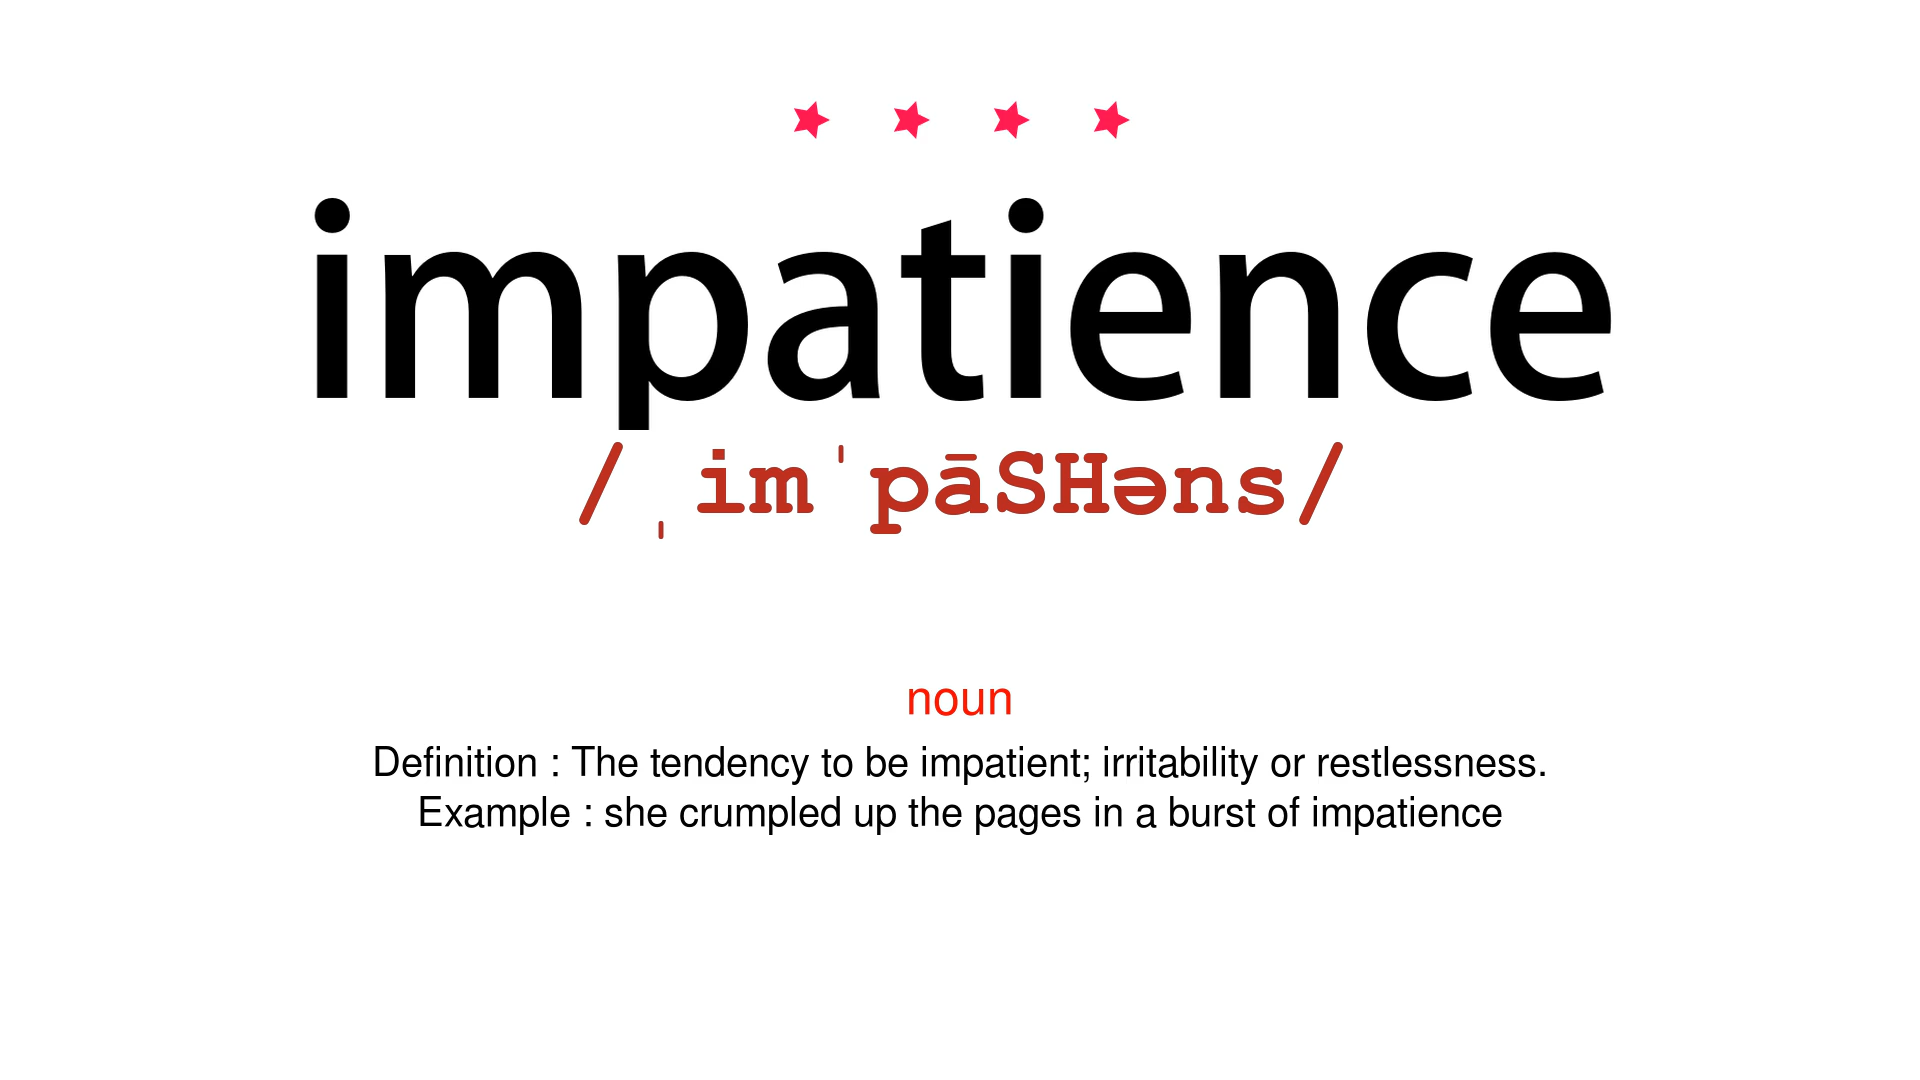 impatience
/ˌimˈpāSHəns/
noun
Definition : The tendency to be impatient; irritability or restlessness.
Example : she crumpled up the pages in a burst of impatience